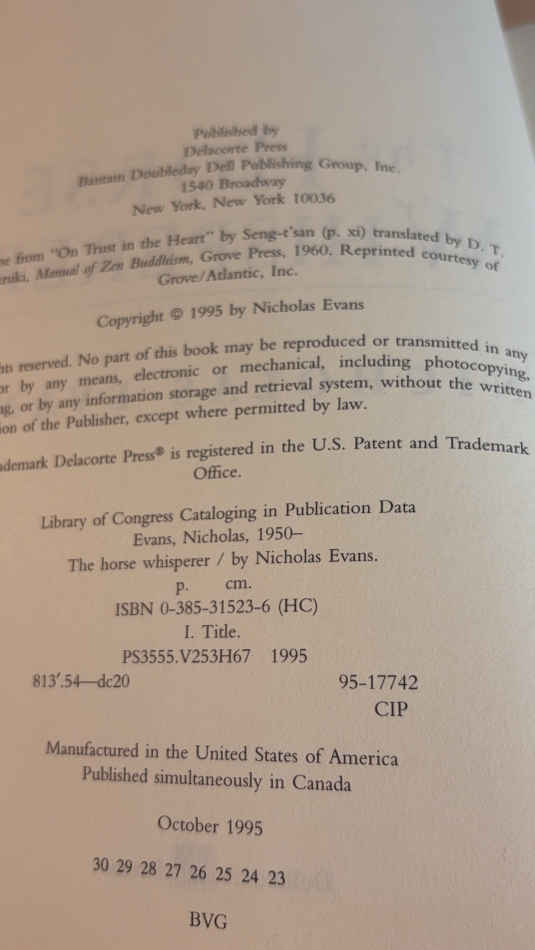 Published by
Delacorte Press
Bantam Doubleday Dell Publishing Group, Inc.
1540 Broadway
New York, New York 10036
from "On Trust in the Heart" by Seng-t'san (p. xi) translated by D. T.
Manual of Zen Buddhism, Grove Press, 1960. Reprinted courtesy of
Grove/Atlantic, Inc.
Copyright © 1995 by Nicholas Evans
reserved. No part of this book may be reproduced or transmitted in any
or by any means, electronic or mechanical, including photocopying,
or by any information storage and retrieval system, without the written
of the Publisher, except where permitted by law.
Delacorte Press® is registered in the U.S. Patent and Trademark
Office.
Library of Congress Cataloging in Publication Data
Evans, Nicholas, 1950–
The horse whisperer / by Nicholas Evans.
p. cm.
ISBN 0-385-31523-6 (HC)
I. Title.
PS3555.V253H67 1995
813'.54—dc20 95-17742
CIP
Manufactured in the United States of America
Published simultaneously in Canada
October 1995
30 29 28 27 26 25 24 23
BVG